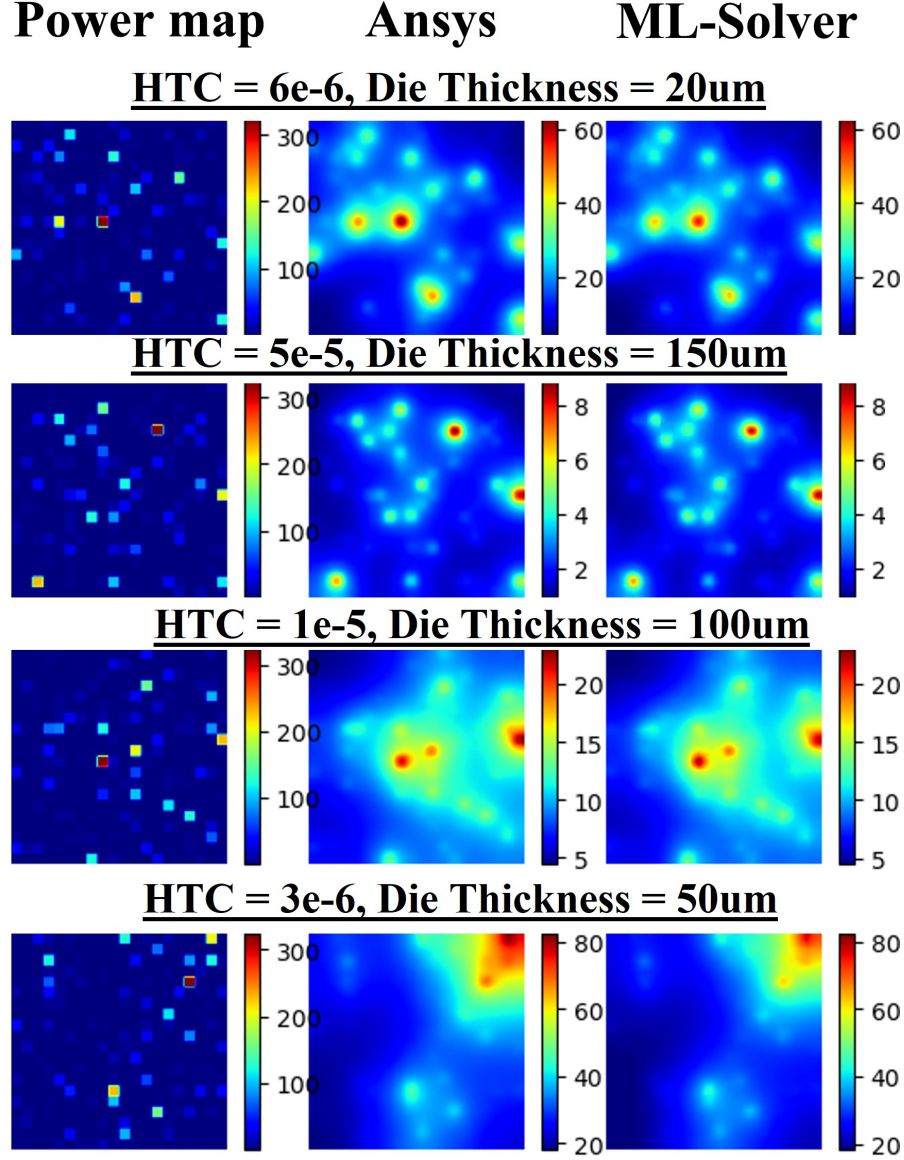 Power map Ansys ML-Solver
HTC = 6e-6, Die Thickness = 20um
300 60 60
200 40 40
100 20 20
HTC = 5e-5, Die Thickness = 150um
300 8 8
200 6 6
100 4 4
2 2
HTC = 1e-5, Die Thickness = 100um
300 20 20
200 15 15
100 10 10
5 5
HTC = 3e-6, Die Thickness = 50um
300 80 80
200 60 60
100 40 40
20 20